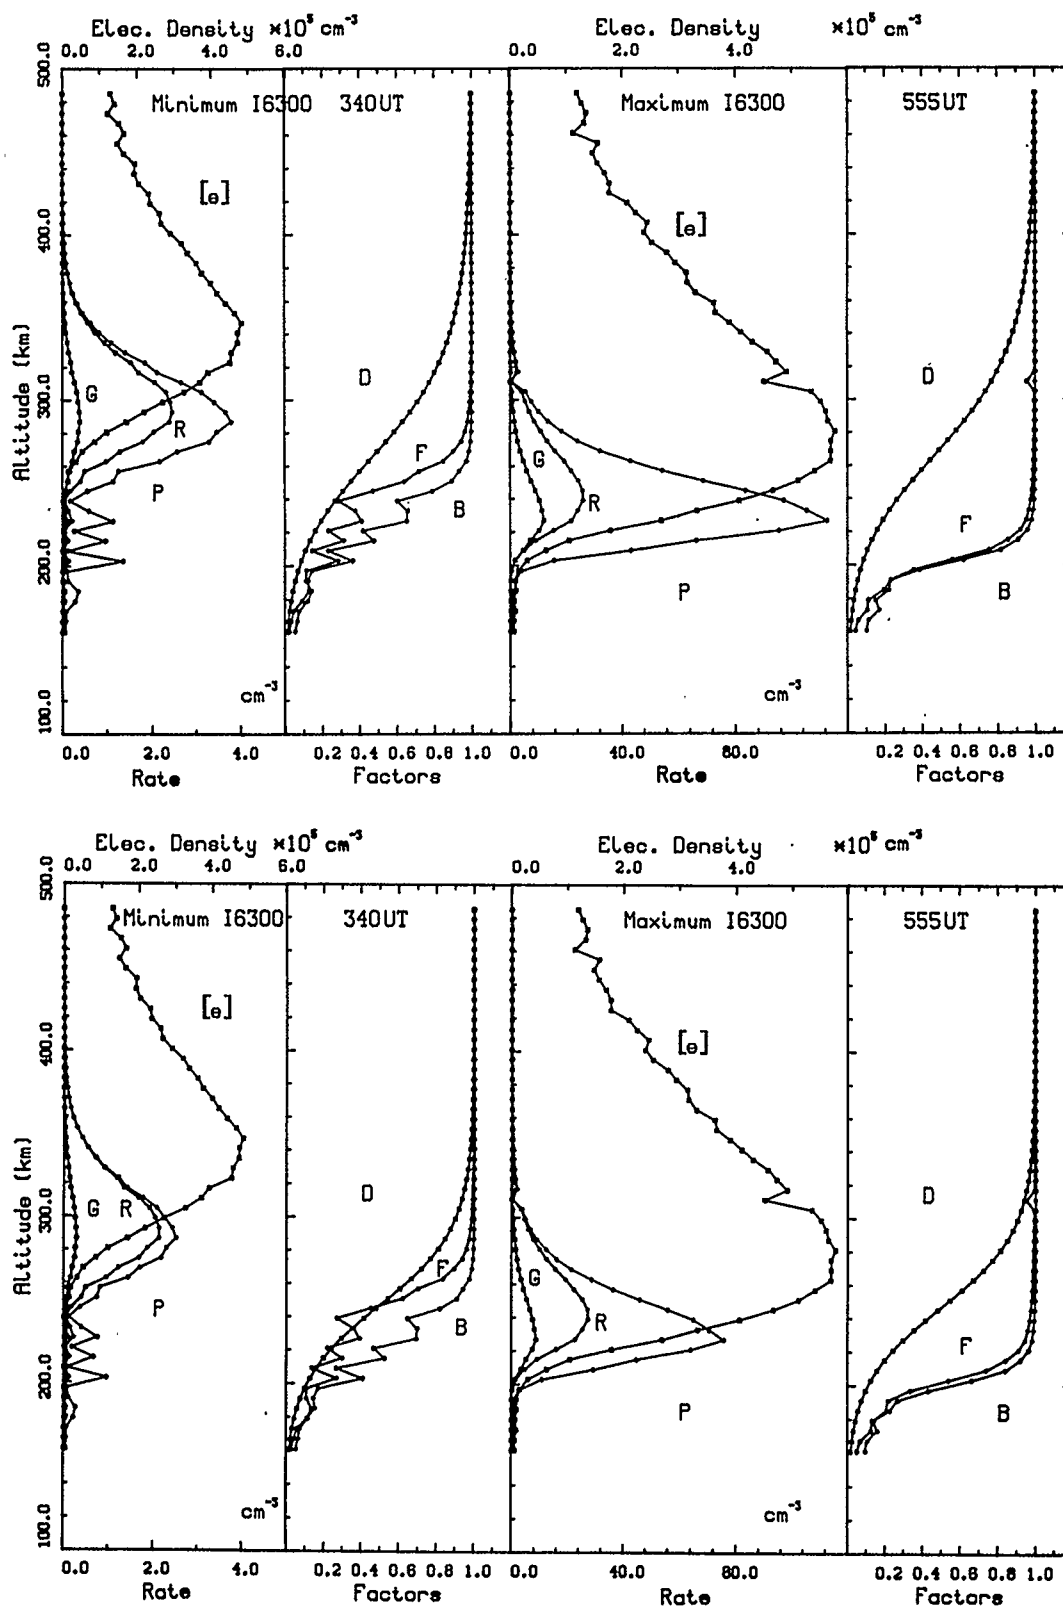 Elec. Density ×10⁵ cm⁻³ Elec. Density ×10⁵ cm⁻³
0.0 2.0 4.0 6.0 0.0 2.0 4.0
500.0 Minimum I6300 340UT Maximum I6300 555UT
[e] [e]
400.0
Altitude (km)
D D
300.0
G R F G R
P B F
200.0
P B
cm⁻³ cm⁻³
100.0
0.0 2.0 4.0 0.2 0.4 0.6 0.8 1.0 0.0 40.0 80.0 0.2 0.4 0.6 0.8 1.0
Rate Factors Rate Factors
Elec. Density ×10⁵ cm⁻³ Elec. Density ×10⁵ cm⁻³
0.0 2.0 4.0 6.0 0.0 2.0 4.0
500.0 Minimum I6300 340UT Maximum I6300 555UT
[e] [e]
400.0
Altitude (km)
D D
300.0
G R F G
P B R F
200.0
P B
cm⁻³ cm⁻³
100.0
0.0 2.0 4.0 0.2 0.4 0.6 0.8 1.0 0.0 40.0 80.0 0.2 0.4 0.6 0.8 1.0
Rate Factors Rate Factors